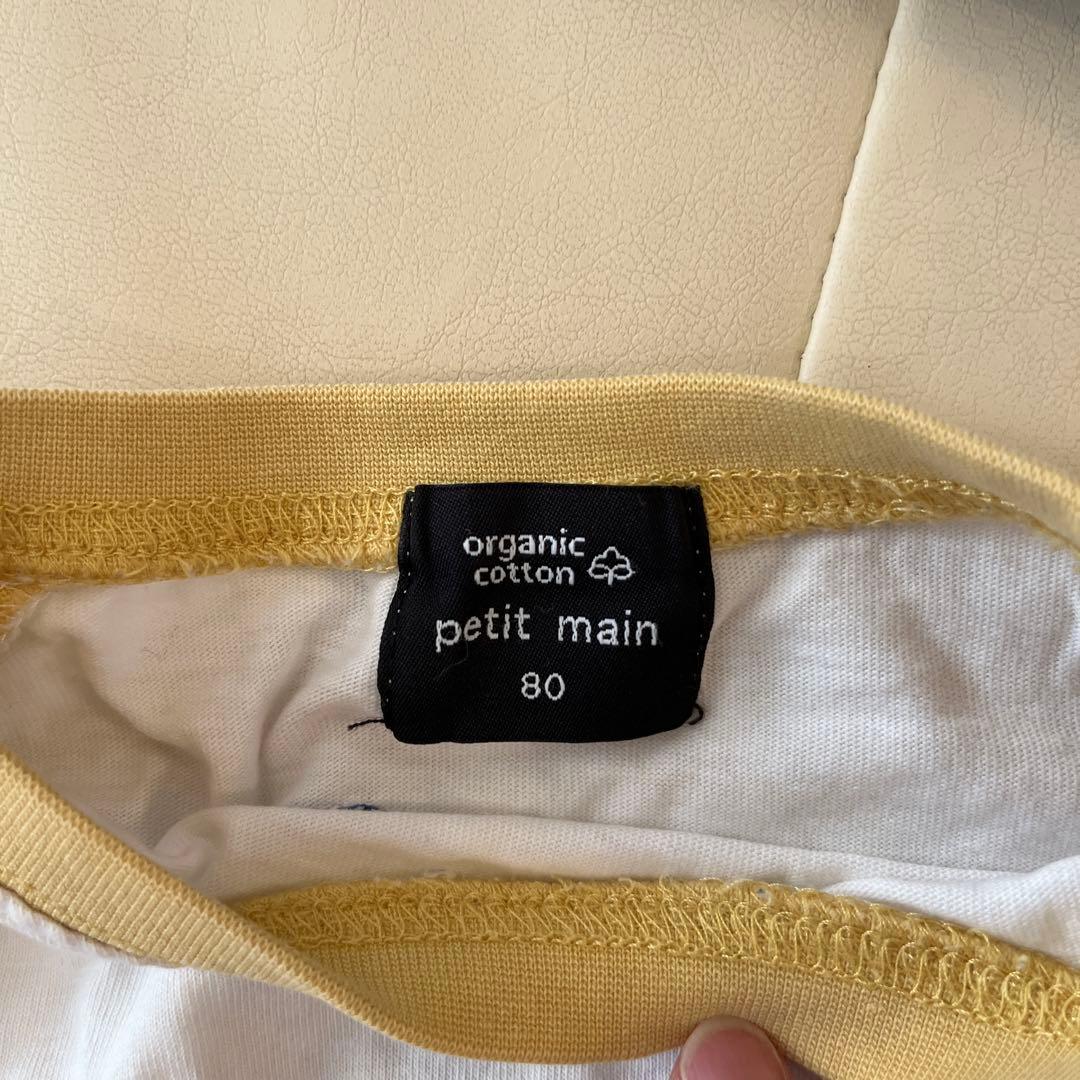 organic
cotton
petit main
80